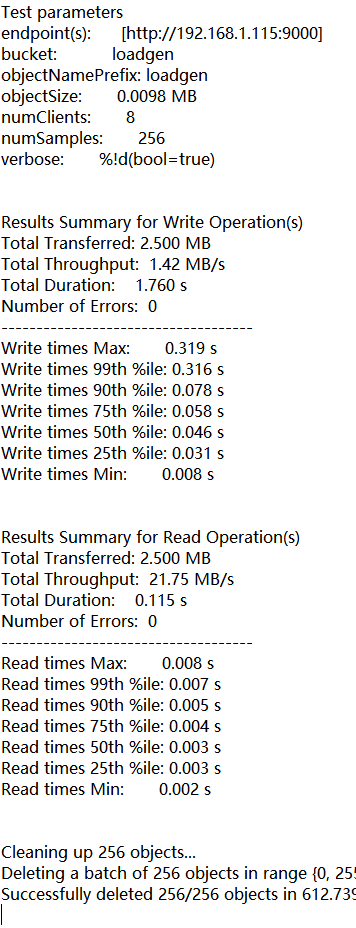 Test parameters
endpoint(s): [http://192.168.1.115:9000]
bucket: loadgen
objectNamePrefix: loadgen
objectSize: 0.0098 MB
numClients: 8
numSamples: 256
verbose: %!d(bool=true)
Results Summary for Write Operation(s)
Total Transferred: 2.500 MB
Total Throughput: 1.42 MB/s
Total Duration: 1.760 s
Number of Errors: 0
------------------------------------
Write times Max: 0.319 s
Write times 99th %ile: 0.316 s
Write times 90th %ile: 0.078 s
Write times 75th %ile: 0.058 s
Write times 50th %ile: 0.046 s
Write times 25th %ile: 0.031 s
Write times Min: 0.008 s
Results Summary for Read Operation(s)
Total Transferred: 2.500 MB
Total Throughput: 21.75 MB/s
Total Duration: 0.115 s
Number of Errors: 0
------------------------------------
Read times Max: 0.008 s
Read times 99th %ile: 0.007 s
Read times 90th %ile: 0.005 s
Read times 75th %ile: 0.004 s
Read times 50th %ile: 0.003 s
Read times 25th %ile: 0.003 s
Read times Min: 0.002 s
Cleaning up 256 objects...
Deleting a batch of 256 objects in range {0, 255
Successfully deleted 256/256 objects in 612.739